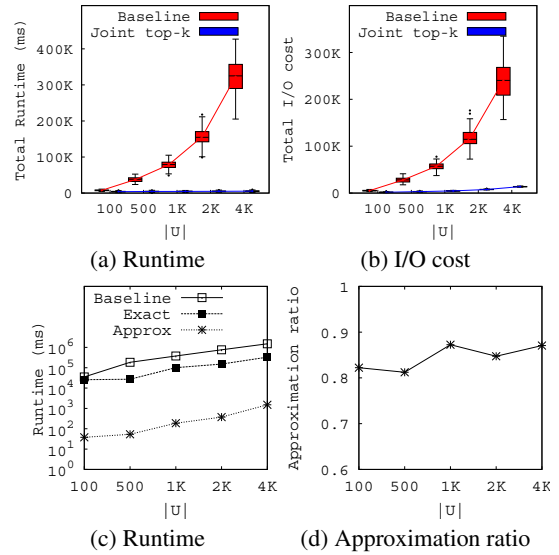 Baseline
Joint top-k
Total Runtime (ms)
400K
300K
200K
100K
0
100 500 1K 2K 4K
|U|
(a) Runtime
Baseline
Joint top-k
Total I/O cost
300K
200K
100K
0
100 500 1K 2K 4K
|U|
(b) I/O cost
Baseline
Exact
Approx
Runtime (ms)
10^6
10^5
10^4
10^3
10^2
10^1
10^0
100 500 1K 2K 4K
|U|
(c) Runtime
Approximation ratio
1
0.9
0.8
0.7
0.6
100 500 1K 2K 4K
|U|
(d) Approximation ratio